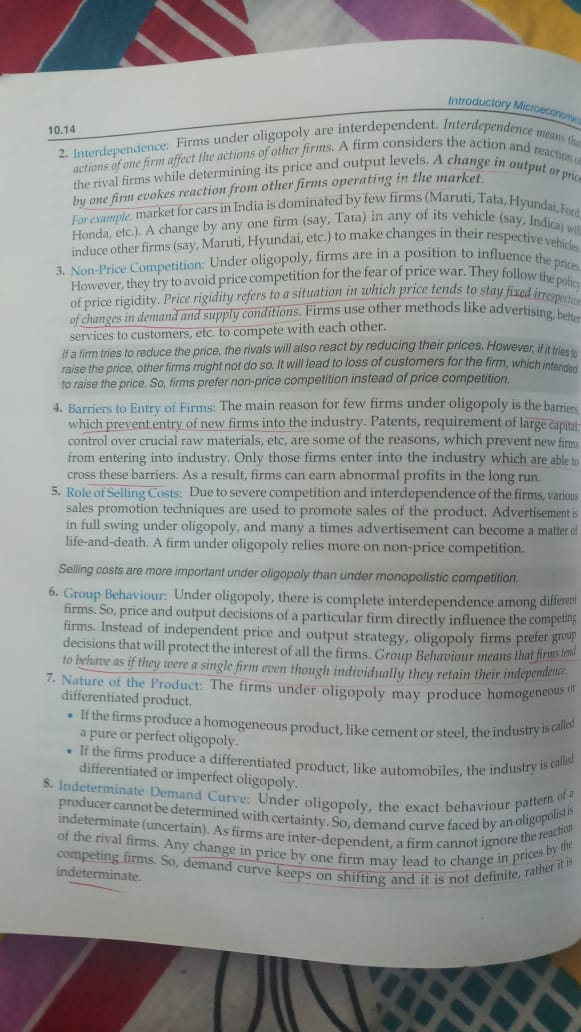 Introductory Microeconomics
10.14
2. Interdependence: Firms under oligopoly are interdependent. Interdependence means that
actions of one firm affect the actions of other firms. A firm considers the action and reaction of
the rival firms while determining its price and output levels. A change in output or price
by one firm evokes reaction from other firms operating in the market.
For example, market for cars in India is dominated by few firms (Maruti, Tata, Hyundai, Ford,
Honda, etc.). A change by any one firm (say, Tata) in any of its vehicle (say, Indica) will
induce other firms (say, Maruti, Hyundai, etc.) to make changes in their respective vehicles.
3. Non-Price Competition: Under oligopoly, firms are in a position to influence the prices.
However, they try to avoid price competition for the fear of price war. They follow the policy
of price rigidity. Price rigidity refers to a situation in which price tends to stay fixed irrespective
of changes in demand and supply conditions. Firms use other methods like advertising, better
services to customers, etc. to compete with each other.
If a firm tries to reduce the price, the rivals will also react by reducing their prices. However, if it tries to
raise the price, other firms might not do so. It will lead to loss of customers for the firm, which intended
to raise the price. So, firms prefer non-price competition instead of price competition.
4. Barriers to Entry of Firms: The main reason for few firms under oligopoly is the barriers,
which prevent entry of new firms into the industry. Patents, requirement of large capital,
control over crucial raw materials, etc, are some of the reasons, which prevent new firms
from entering into industry. Only those firms enter into the industry which are able to
cross these barriers. As a result, firms can earn abnormal profits in the long run.
5. Role of Selling Costs: Due to severe competition and interdependence of the firms, various
sales promotion techniques are used to promote sales of the product. Advertisement is
in full swing under oligopoly, and many a times advertisement can become a matter of
life-and-death. A firm under oligopoly relies more on non-price competition.
Selling costs are more important under oligopoly than under monopolistic competition.
6. Group Behaviour: Under oligopoly, there is complete interdependence among different
firms. So, price and output decisions of a particular firm directly influence the competing
firms. Instead of independent price and output strategy, oligopoly firms prefer group
decisions that will protect the interest of all the firms. Group Behaviour means that firms tend
to behave as if they were a single firm even though individually they retain their independence.
7. Nature of the Product: The firms under oligopoly may produce homogeneous or
differentiated product.
• If the firms produce a homogeneous product, like cement or steel, the industry is called
a pure or perfect oligopoly.
• If the firms produce a differentiated product, like automobiles, the industry is called
differentiated or imperfect oligopoly.
8. Indeterminate Demand Curve: Under oligopoly, the exact behaviour pattern of a
producer cannot be determined with certainty. So, demand curve faced by an oligopolist is
indeterminate (uncertain). As firms are inter-dependent, a firm cannot ignore the reaction
of the rival firms. Any change in price by one firm may lead to change in prices by the
competing firms. So, demand curve keeps on shifting and it is not definite, rather it is
indeterminate.